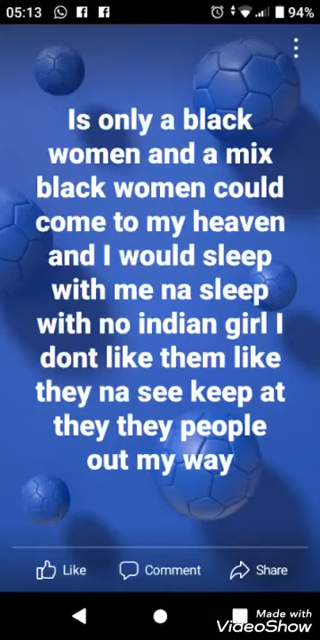 05:13 94%
Is only a black
women and a mix
black women could
come to my heaven
and I would sleep
with me na sleep
with no indian girl I
dont like them like
they na see keep at
they they people
out my way
Like Comment Share
Made with
VideoShow